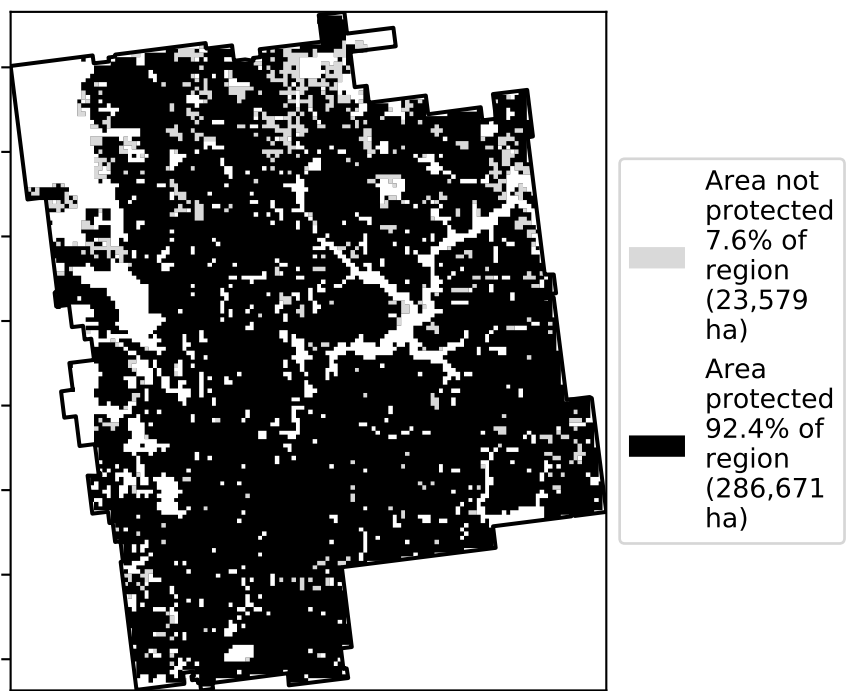 Area not
protected
7.6% of
region
(23,579
ha)
Area
protected
92.4% of
region
(286,671
ha)